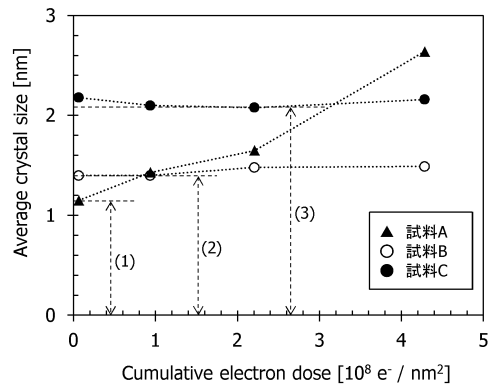 3
2
1
0
Average crystal size [nm]
(1)
(2)
(3)
試料A
試料B
試料C
0
1
2
3
4
5
Cumulative electron dose [10⁸ e⁻ / nm²]